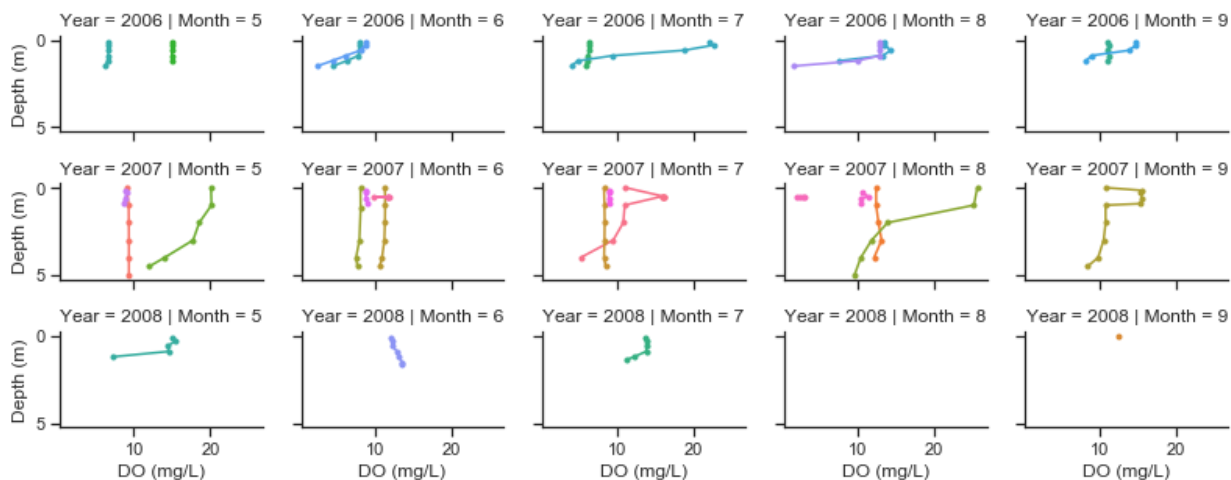 Year = 2006 | Month = 5
Year = 2006 | Month = 6
Year = 2006 | Month = 7
Year = 2006 | Month = 8
Year = 2006 | Month = 9
0
5
Depth (m)
Year = 2007 | Month = 5
Year = 2007 | Month = 6
Year = 2007 | Month = 7
Year = 2007 | Month = 8
Year = 2007 | Month = 9
0
5
Depth (m)
Year = 2008 | Month = 5
Year = 2008 | Month = 6
Year = 2008 | Month = 7
Year = 2008 | Month = 8
Year = 2008 | Month = 9
0
5
Depth (m)
10 20
10 20
10 20
10 20
10 20
DO (mg/L)
DO (mg/L)
DO (mg/L)
DO (mg/L)
DO (mg/L)